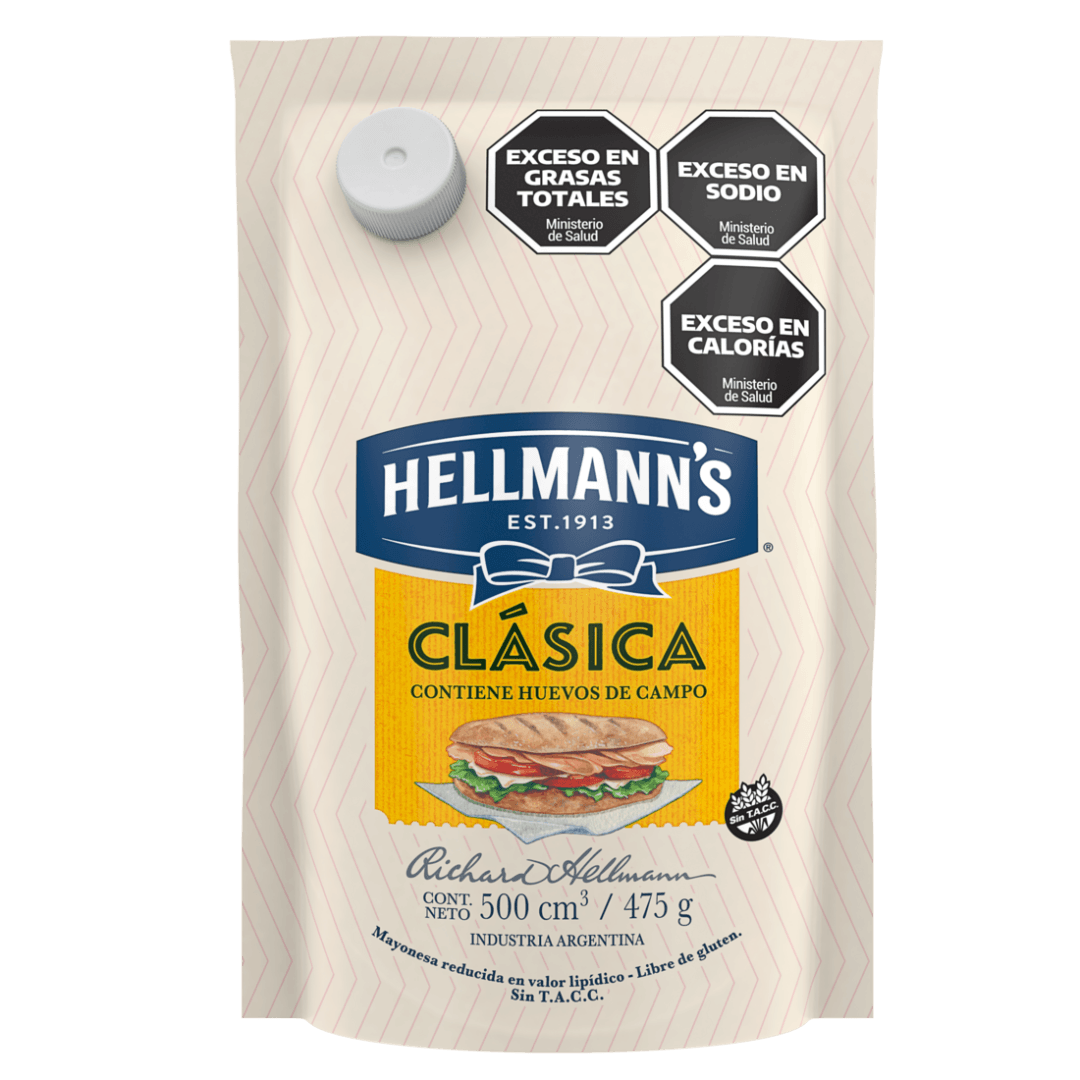 EXCESO EN
GRASAS
TOTALES
Ministerio
de Salud
EXCESO EN
SODIO
Ministerio
de Salud
EXCESO EN
CALORÍAS
Ministerio
de Salud
HELLMANN'S
EST.1913
®
CLÁSICA
CONTIENE HUEVOS DE CAMPO
Sin T.A.C.C.
Richard Hellmann
CONT.
NETO 500 cm³ / 475 g
INDUSTRIA ARGENTINA
Mayonesa reducida en valor lipídico - Libre de gluten.
Sin T.A.C.C.